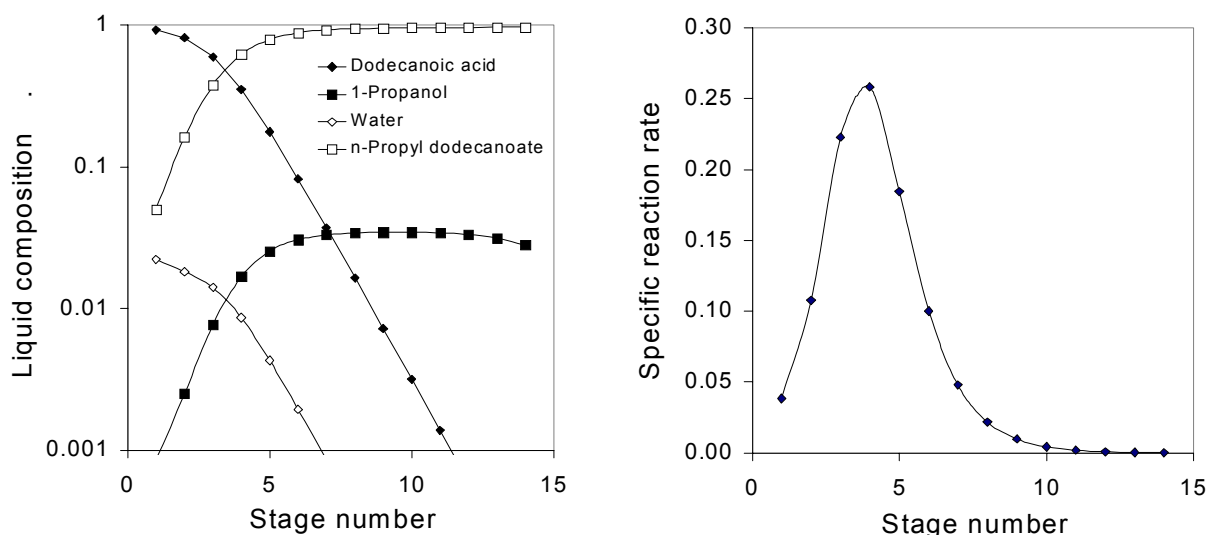 1
0.1
0.01
0.001
0
5
10
15
Stage number
Liquid composition .
Dodecanoic acid
1-Propanol
Water
n-Propyl dodecanoate
0.30
0.25
0.20
0.15
0.10
0.05
0.00
0
5
10
15
Stage number
Specific reaction rate